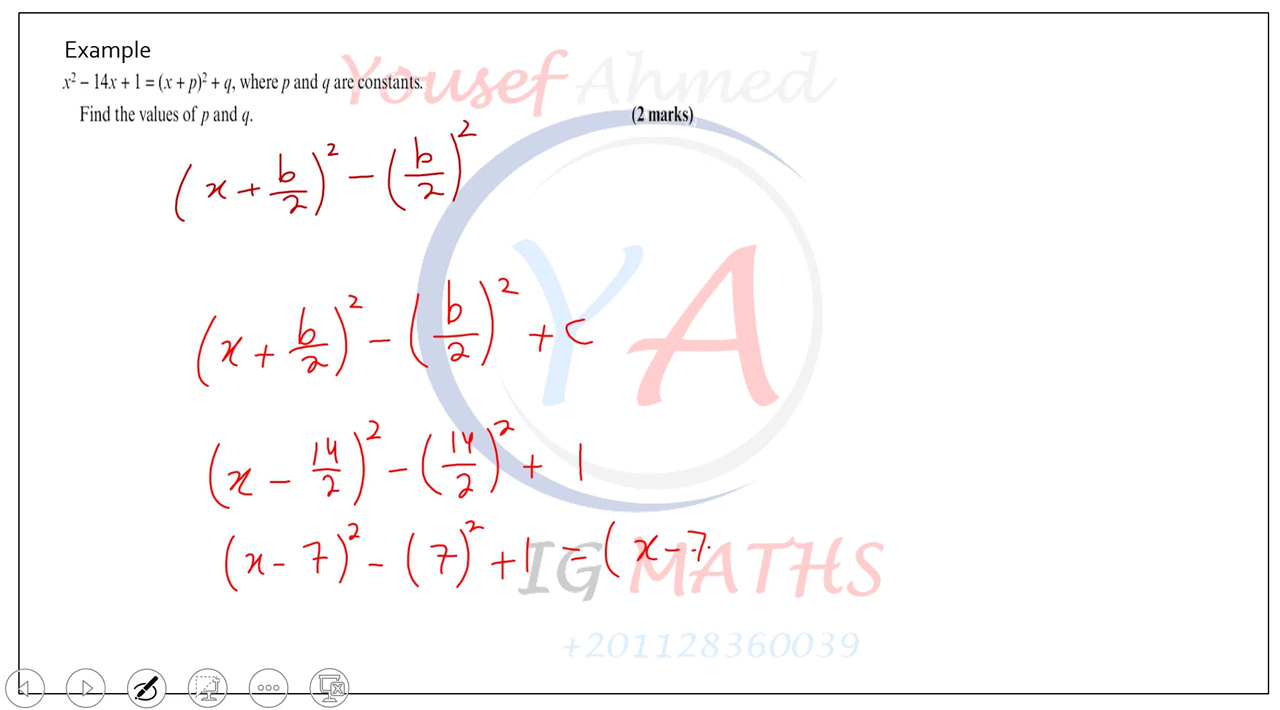 Example
x² – 14x + 1 = (x + p)² + q, where p and q are constants.
Find the values of p and q.
(2 marks)
Yousef Ahmed
(x + b/2)² – (b/2)²
(x + b/2)² – (b/2)² + c
YA
(x – 14/2)² – (14/2)² + 1
(x – 7)² – (7)² + 1 = (x – 7
IG MATHS
+201128360039